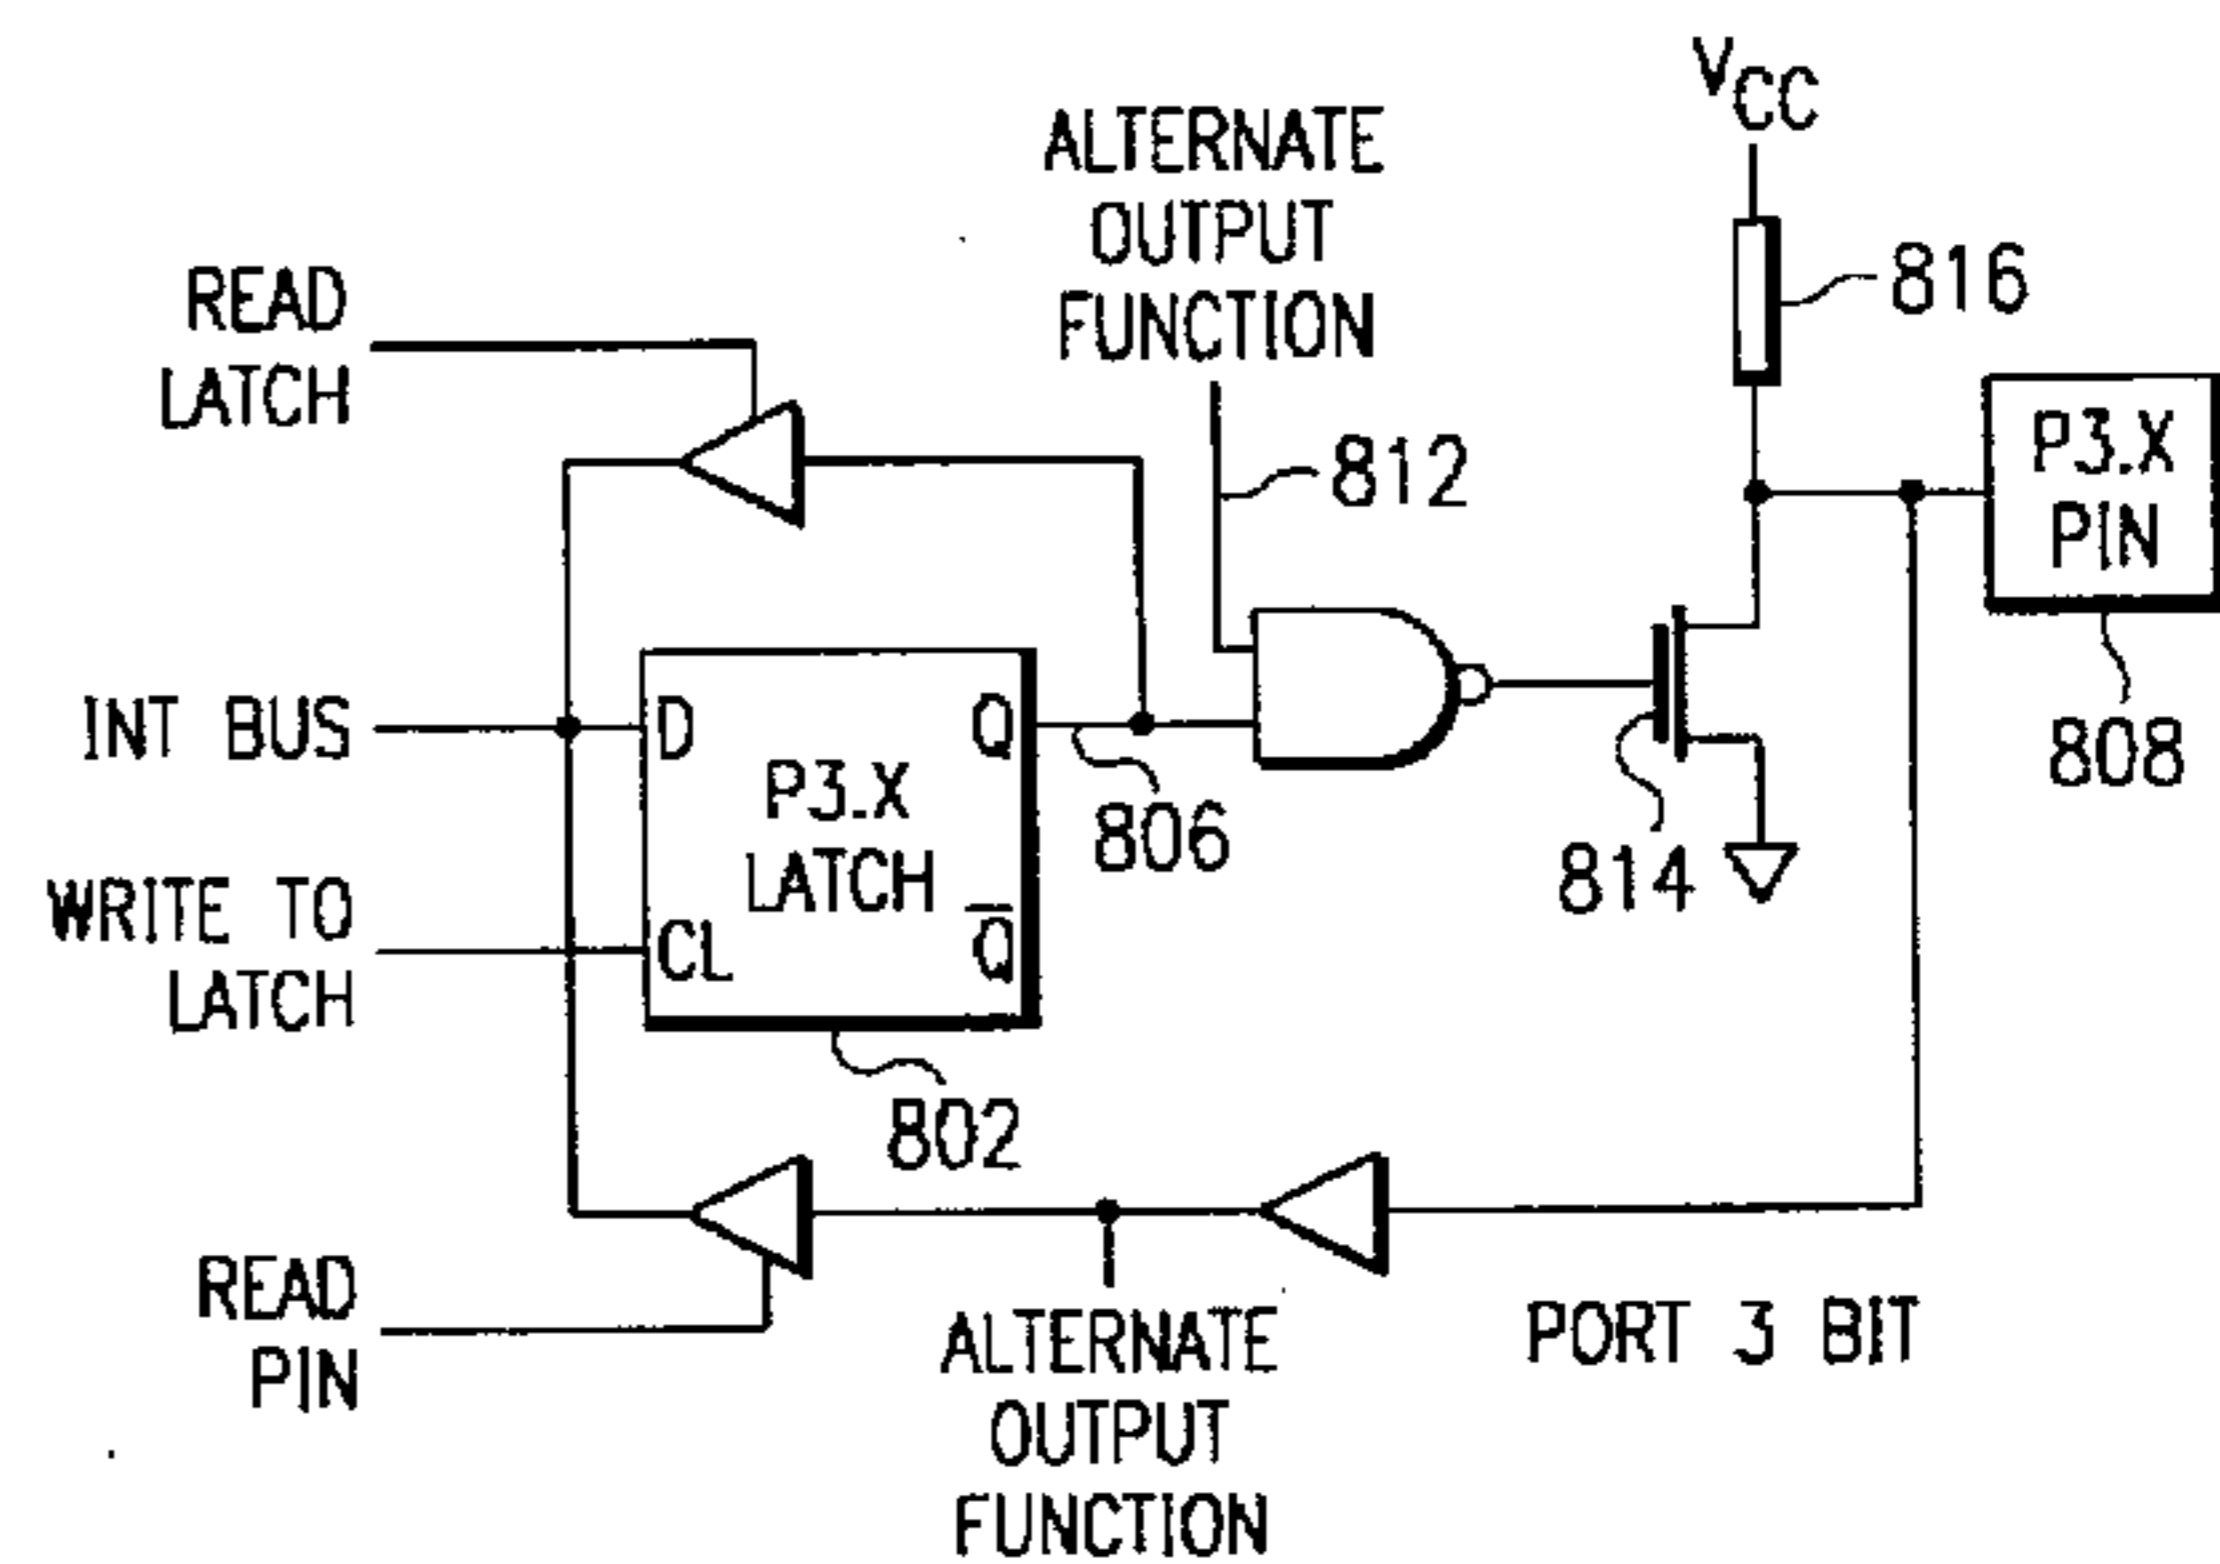 VCC
ALTERNATE
OUTPUT
FUNCTION
READ
LATCH
816
812
P3.X
PIN
808
INT BUS
D
Q
P3.X
LATCH
806
814
WRITE TO
LATCH
CL
Q̅
802
READ
PIN
ALTERNATE
OUTPUT
FUNCTION
PORT 3 BIT